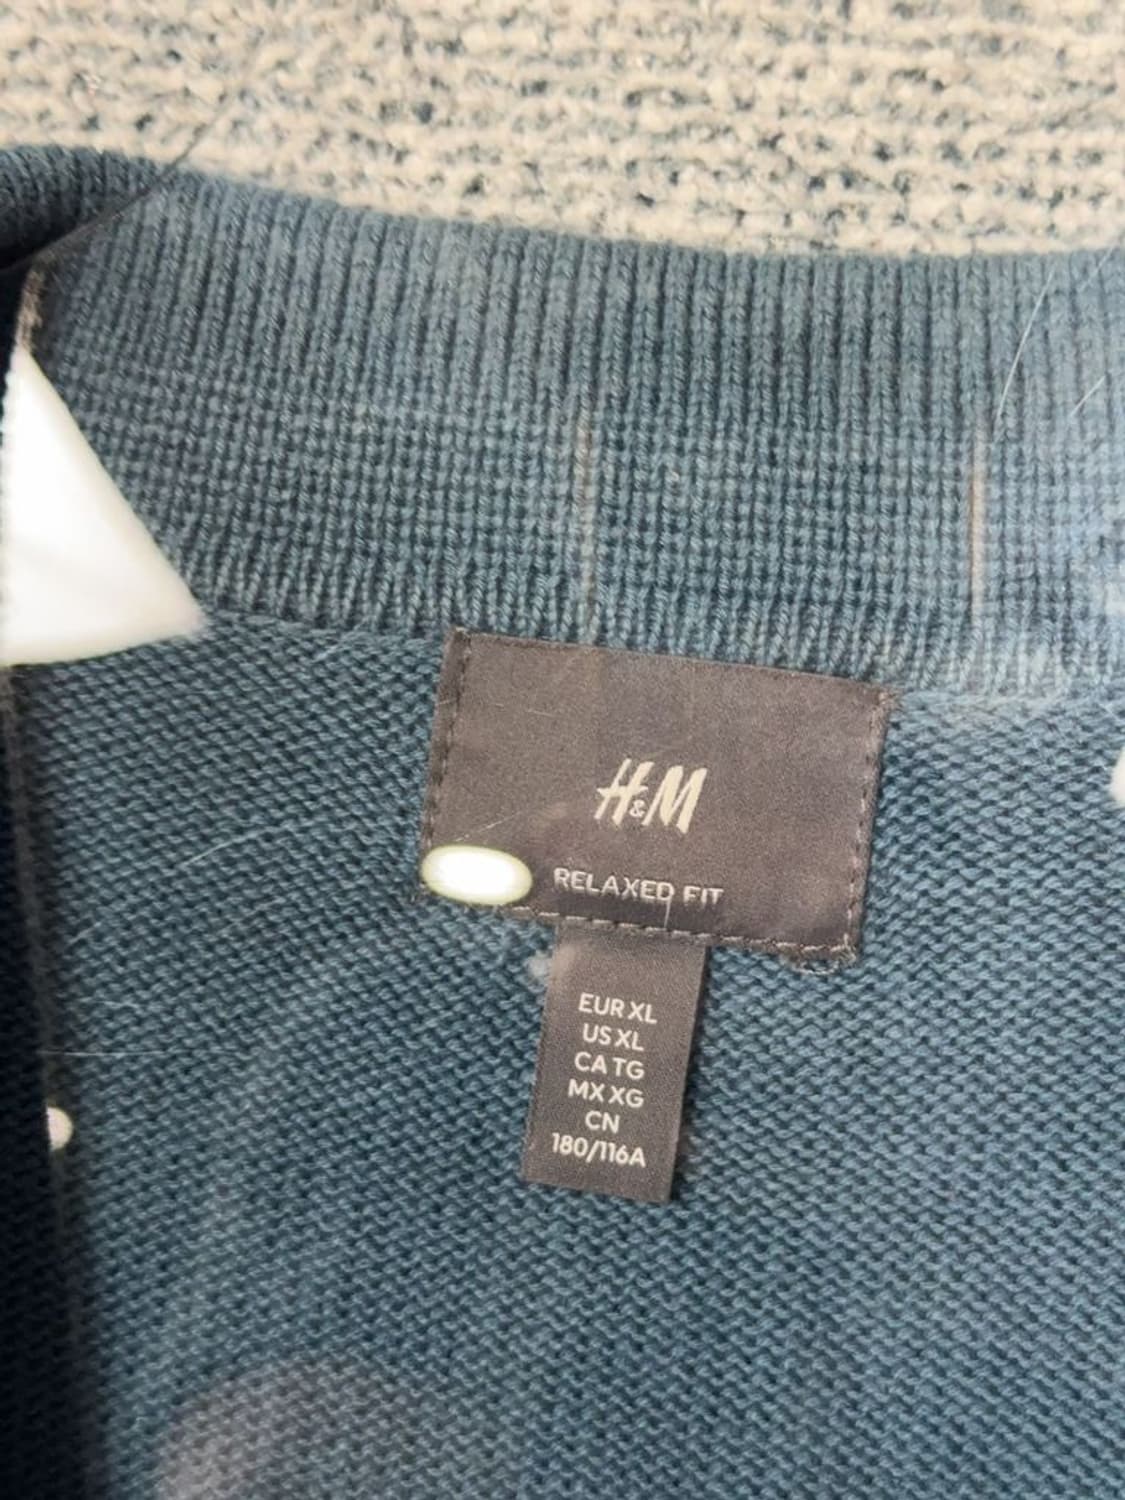 H&M
RELAXED FIT
EUR XL
US XL
CA TG
MX XG
CN
180/116A